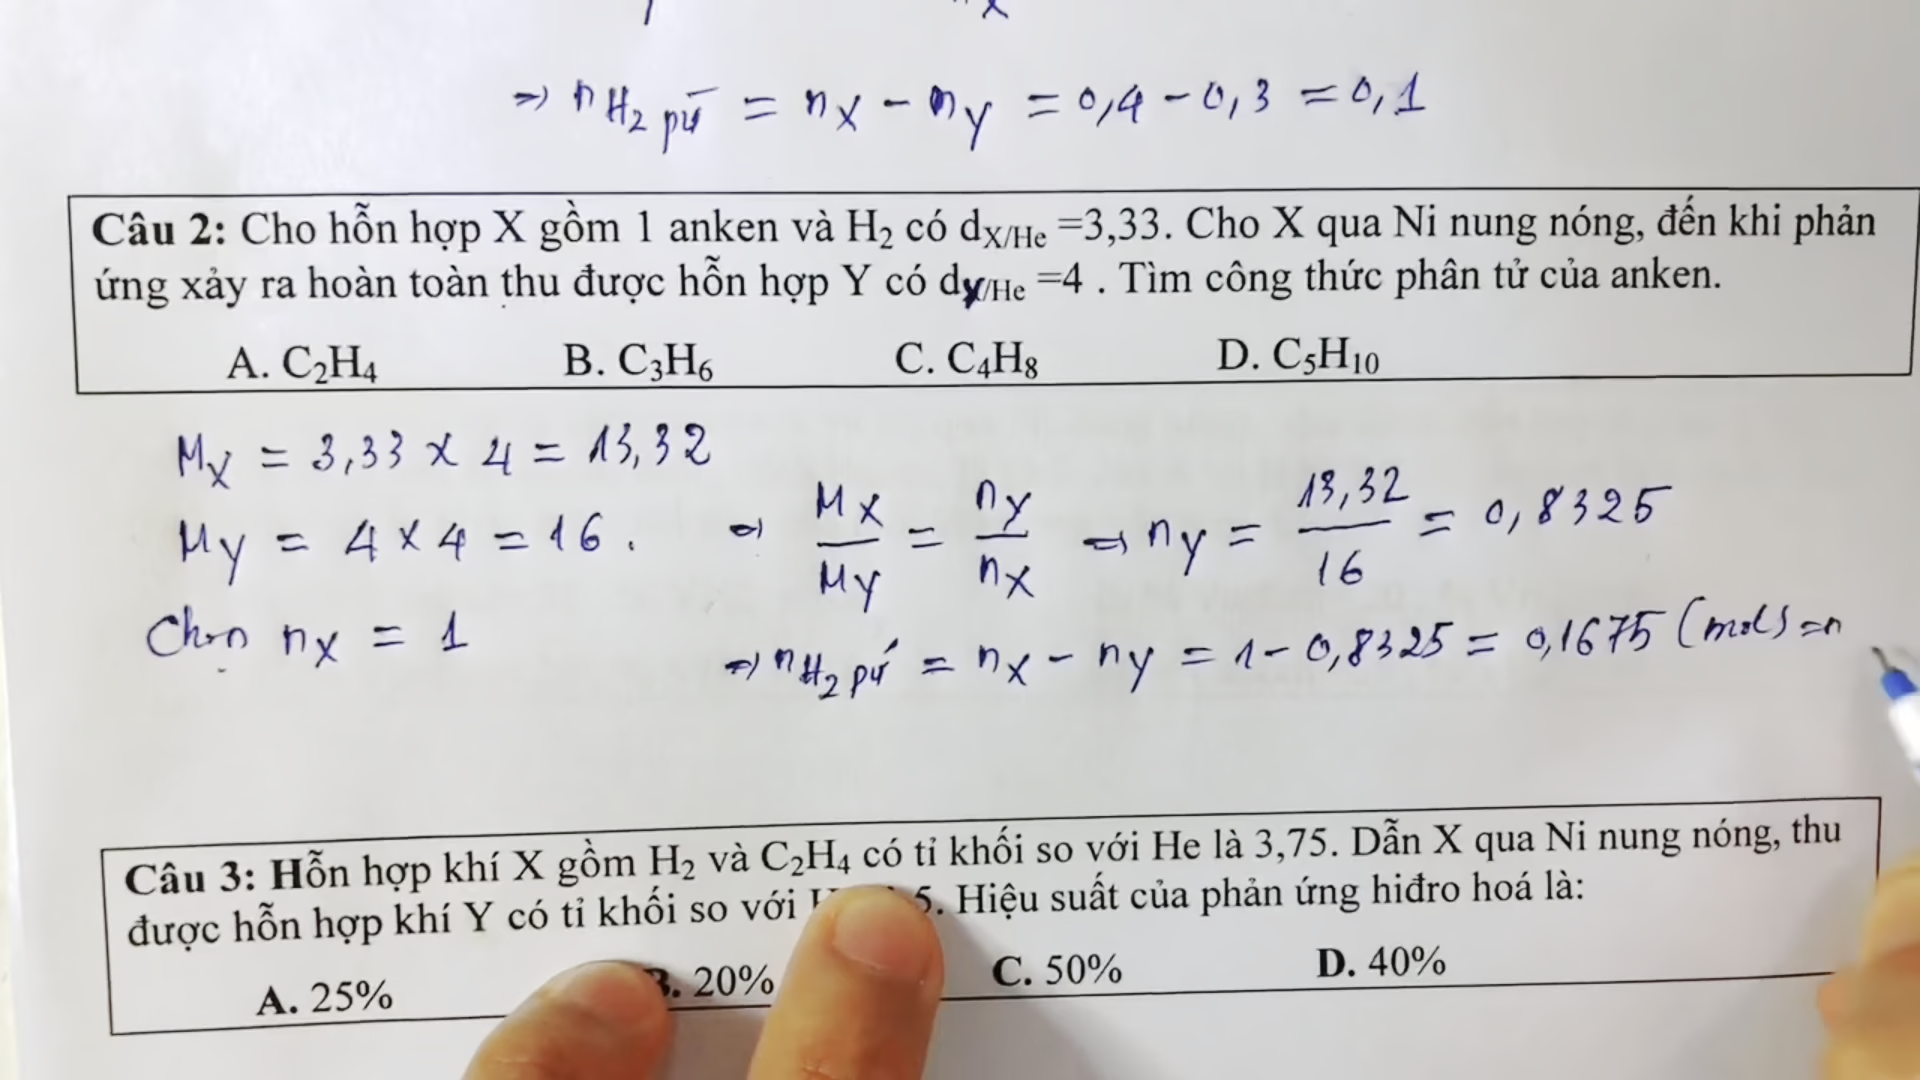 => nH₂ pứ = nX - nY = 0,4 - 0,3 = 0,1
Câu 2: Cho hỗn hợp X gồm 1 anken và H₂ có dX/He =3,33. Cho X qua Ni nung nóng, đến khi phản
ứng xảy ra hoàn toàn thu được hỗn hợp Y có dY/He =4 . Tìm công thức phân tử của anken.
A. C₂H₄ B. C₃H₆ C. C₄H₈ D. C₅H₁₀
MX = 3,33 x 4 = 13,32
MY = 4 x 4 = 16 . => MX/MY = nY/nX => nY = 13,32/16 = 0,8325
Chọn nX = 1 => nH₂ pứ = nX - nY = 1 - 0,8325 = 0,1675 (mol) = n
Câu 3: Hỗn hợp khí X gồm H₂ và C₂H₄ có tỉ khối so với He là 3,75. Dẫn X qua Ni nung nóng, thu
được hỗn hợp khí Y có tỉ khối so với 5. Hiệu suất của phản ứng hiđro hoá là:
A. 25% B. 20% C. 50% D. 40%